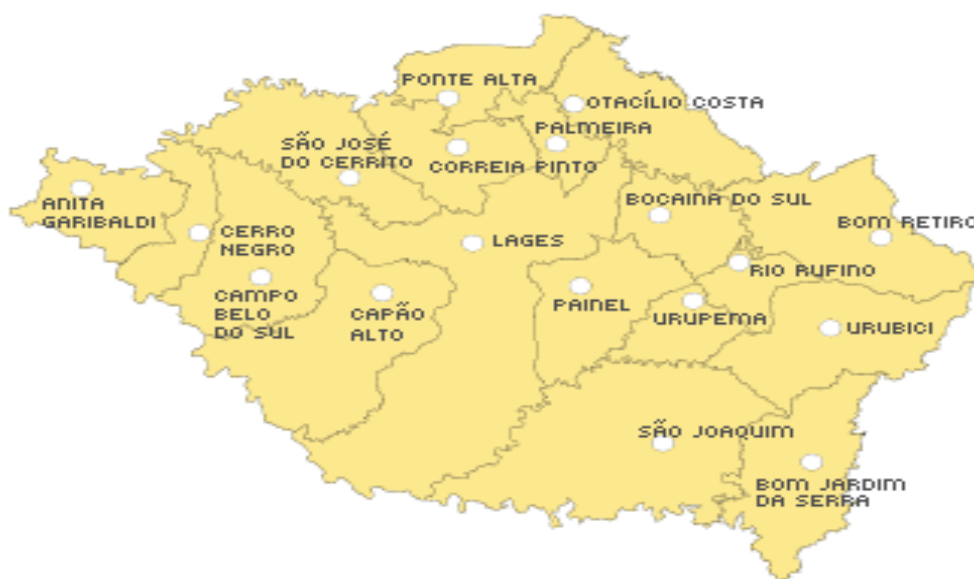 PONTE ALTA
OTACÍLIO COSTA
PALMEIRA
SÃO JOSÉ
DO CERRITO
CORREIA PINTO
ANITA
GARIBALDI
BOCAINA DO SUL
BOM RETIRO
CERRO
NEGRO
LAGES
RIO RUFINO
CAMPO
BELO
DO SUL
CAPÃO
ALTO
PAINEL
URUPEMA
URUBICI
SÃO JOAQUIM
BOM JARDIM
DA SERRA